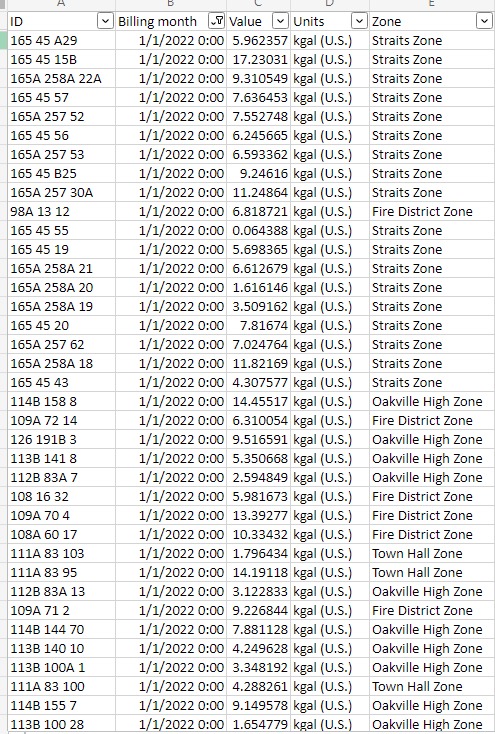 A B C D E
ID Billing month Value Units Zone
165 45 A29 1/1/2022 0:00 5.962357 kgal (U.S.) Straits Zone
165 45 15B 1/1/2022 0:00 17.23031 kgal (U.S.) Straits Zone
165A 258A 22A 1/1/2022 0:00 9.310549 kgal (U.S.) Straits Zone
165 45 57 1/1/2022 0:00 7.636453 kgal (U.S.) Straits Zone
165A 257 52 1/1/2022 0:00 7.552748 kgal (U.S.) Straits Zone
165 45 56 1/1/2022 0:00 6.245665 kgal (U.S.) Straits Zone
165A 257 53 1/1/2022 0:00 6.593362 kgal (U.S.) Straits Zone
165 45 B25 1/1/2022 0:00 9.24616 kgal (U.S.) Straits Zone
165A 257 30A 1/1/2022 0:00 11.24864 kgal (U.S.) Straits Zone
98A 13 12 1/1/2022 0:00 6.818721 kgal (U.S.) Fire District Zone
165 45 55 1/1/2022 0:00 0.064388 kgal (U.S.) Straits Zone
165 45 19 1/1/2022 0:00 5.698365 kgal (U.S.) Straits Zone
165A 258A 21 1/1/2022 0:00 6.612679 kgal (U.S.) Straits Zone
165A 258A 20 1/1/2022 0:00 1.616146 kgal (U.S.) Straits Zone
165A 258A 19 1/1/2022 0:00 3.509162 kgal (U.S.) Straits Zone
165 45 20 1/1/2022 0:00 7.81674 kgal (U.S.) Straits Zone
165A 257 62 1/1/2022 0:00 7.024764 kgal (U.S.) Straits Zone
165A 258A 18 1/1/2022 0:00 11.82169 kgal (U.S.) Straits Zone
165 45 43 1/1/2022 0:00 4.307577 kgal (U.S.) Straits Zone
114B 158 8 1/1/2022 0:00 14.45517 kgal (U.S.) Oakville High Zone
109A 72 14 1/1/2022 0:00 6.310054 kgal (U.S.) Fire District Zone
126 191B 3 1/1/2022 0:00 9.516591 kgal (U.S.) Oakville High Zone
113B 141 8 1/1/2022 0:00 5.350668 kgal (U.S.) Oakville High Zone
112B 83A 7 1/1/2022 0:00 2.594849 kgal (U.S.) Oakville High Zone
108 16 32 1/1/2022 0:00 5.981673 kgal (U.S.) Fire District Zone
109A 70 4 1/1/2022 0:00 13.39277 kgal (U.S.) Fire District Zone
108A 60 17 1/1/2022 0:00 10.33432 kgal (U.S.) Fire District Zone
111A 83 103 1/1/2022 0:00 1.796434 kgal (U.S.) Town Hall Zone
111A 83 95 1/1/2022 0:00 14.19118 kgal (U.S.) Town Hall Zone
112B 83A 13 1/1/2022 0:00 3.122833 kgal (U.S.) Oakville High Zone
109A 71 2 1/1/2022 0:00 9.226844 kgal (U.S.) Fire District Zone
114B 144 70 1/1/2022 0:00 7.881128 kgal (U.S.) Oakville High Zone
113B 140 10 1/1/2022 0:00 4.249628 kgal (U.S.) Oakville High Zone
113B 100A 1 1/1/2022 0:00 3.348192 kgal (U.S.) Oakville High Zone
111A 83 100 1/1/2022 0:00 4.288261 kgal (U.S.) Town Hall Zone
114B 155 7 1/1/2022 0:00 9.149578 kgal (U.S.) Oakville High Zone
113B 100 28 1/1/2022 0:00 1.654779 kgal (U.S.) Oakville High Zone